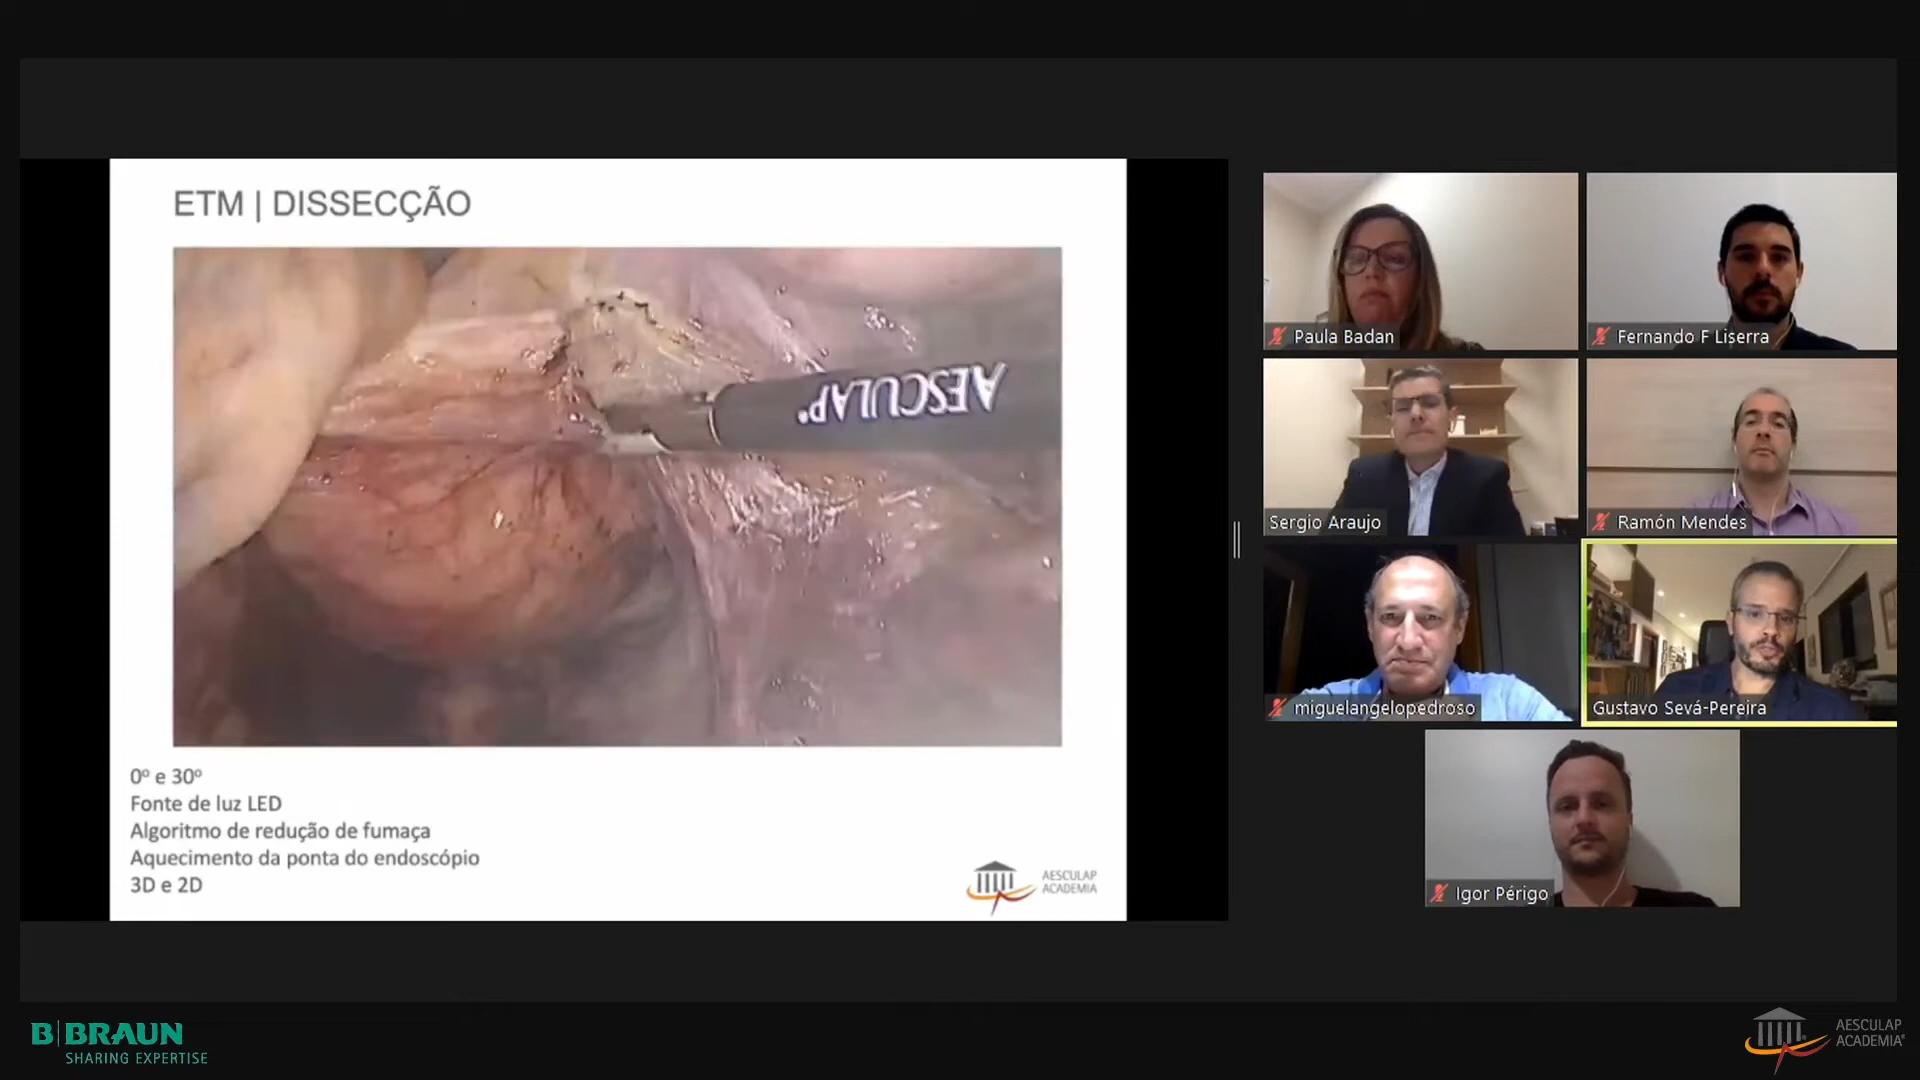 ETM | DISSECÇÃO
AESCULAP®
0º e 30º
Fonte de luz LED
Algoritmo de redução de fumaça
Aquecimento da ponta do endoscópio
3D e 2D
AESCULAP
ACADEMIA
Paula Badan
Fernando F Liserra
Sergio Araujo
Ramón Mendes
miguelangelopedroso
Gustavo Sevá-Pereira
Igor Périgo
B|BRAUN
SHARING EXPERTISE
AESCULAP
ACADEMIA®